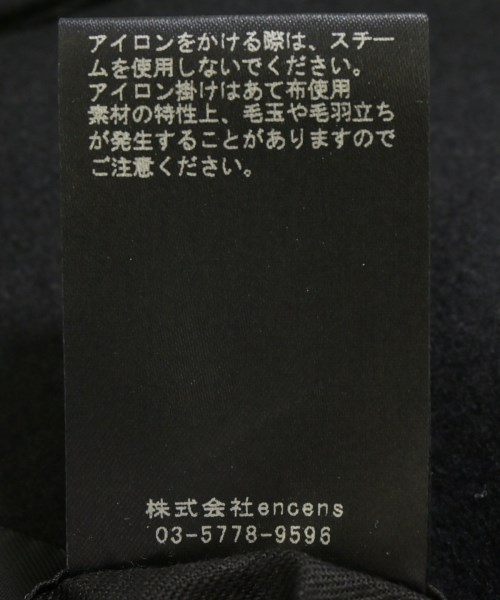 アイロンをかける際は、スチー
ムを使用しないでください。
アイロン掛けはあて布使用
素材の特性上、毛玉や毛羽立ち
が発生することがありますので
ご注意ください。
株式会社encens
03-5778-9596